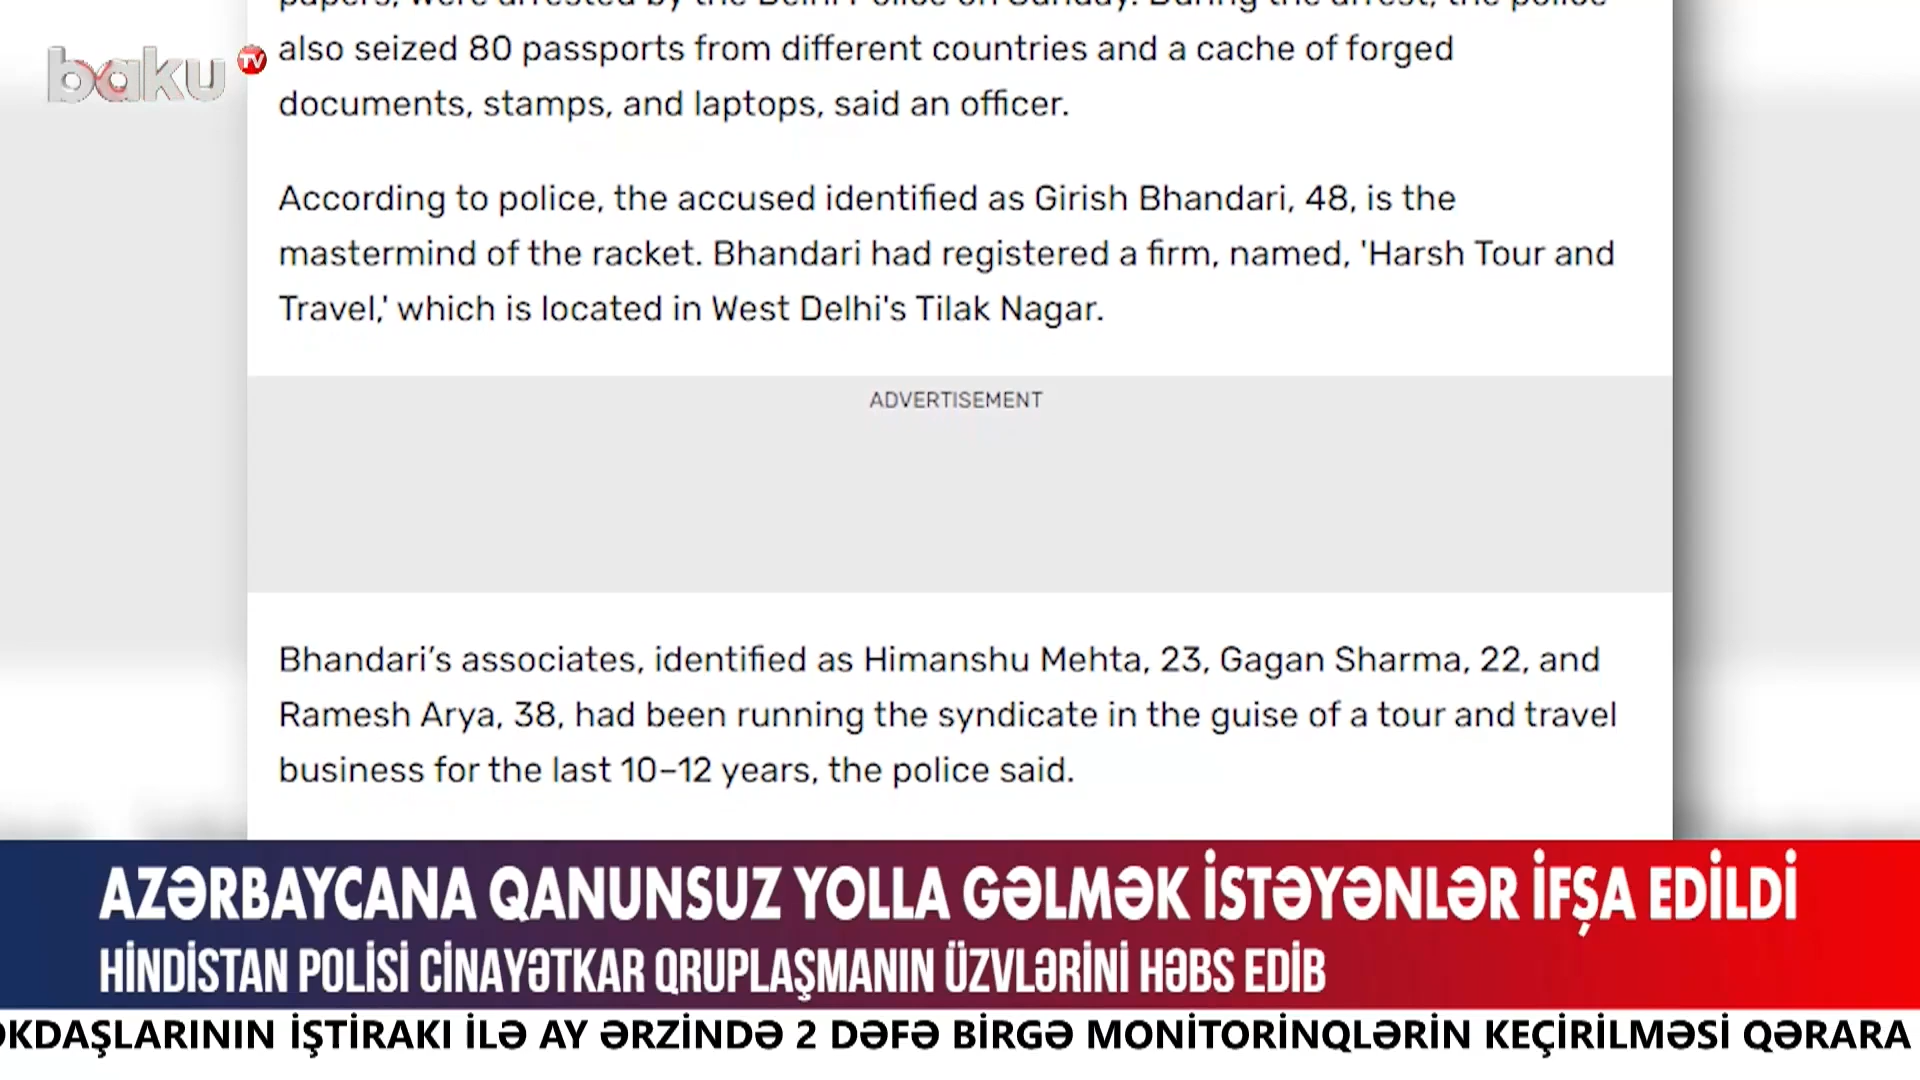 baku TV
also seized 80 passports from different countries and a cache of forged
documents, stamps, and laptops, said an officer.
According to police, the accused identified as Girish Bhandari, 48, is the
mastermind of the racket. Bhandari had registered a firm, named, 'Harsh Tour and
Travel,' which is located in West Delhi's Tilak Nagar.
ADVERTISEMENT
Bhandari’s associates, identified as Himanshu Mehta, 23, Gagan Sharma, 22, and
Ramesh Arya, 38, had been running the syndicate in the guise of a tour and travel
business for the last 10–12 years, the police said.
AZƏRBAYCANA QANUNSUZ YOLLA GƏLMƏK İSTƏYƏNLƏR İFŞA EDİLDİ
HİNDİSTAN POLİSİ CİNAYƏTKAR QRUPLAŞMANIN ÜZVLƏRİNİ HƏBS EDİB
İŞTİRAKI İLƏ AY ƏRZİNDƏ 2 DƏFƏ BİRGƏ MONİTORİNQLƏRİN KEÇİRİLMƏSİ QƏRARA